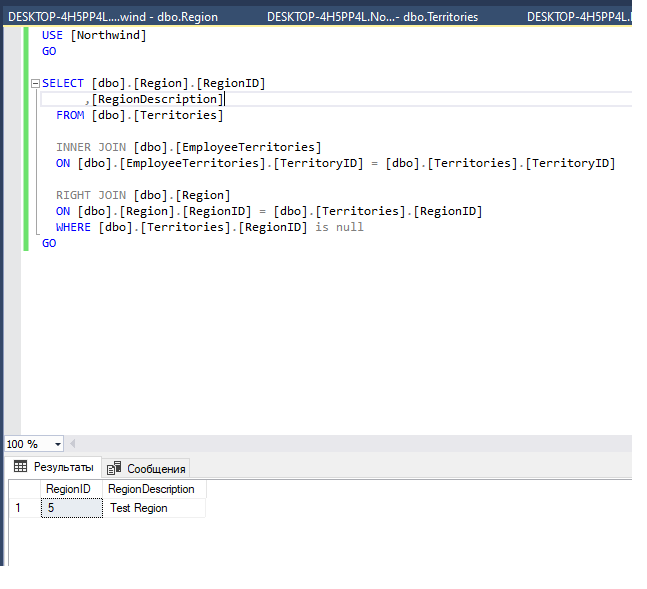 DESKTOP-4H5PP4L....wind - dbo.Region DESKTOP-4H5PP4L.No...- dbo.Territories DESKTOP-4H5PP4L.
USE [Northwind]
GO
SELECT [dbo].[Region].[RegionID]
,[RegionDescription]
FROM [dbo].[Territories]
INNER JOIN [dbo].[EmployeeTerritories]
ON [dbo].[EmployeeTerritories].[TerritoryID] = [dbo].[Territories].[TerritoryID]
RIGHT JOIN [dbo].[Region]
ON [dbo].[Region].[RegionID] = [dbo].[Territories].[RegionID]
WHERE [dbo].[Territories].[RegionID] is null
GO
100 %
Результаты Сообщения
RegionID RegionDescription
1 5 Test Region